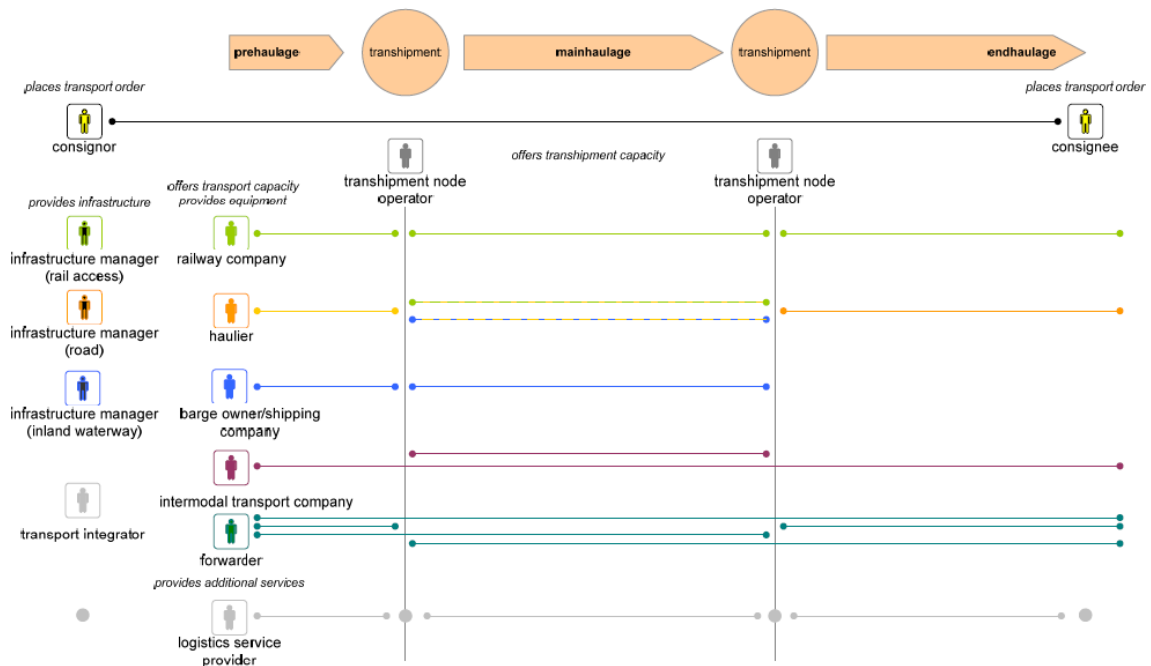 prehaulage
transhipment
mainhaulage
transhipment
endhaulage
places transport order
places transport order
consignor
consignee
offers transhipment capacity
transhipment node
operator
transhipment node
operator
provides infrastructure
offers transport capacity
provides equipment
infrastructure manager
(rail access)
railway company
infrastructure manager
(road)
haulier
infrastructure manager
(inland waterway)
barge owner/shipping
company
intermodal transport company
transport integrator
forwarder
provides additional services
logistics service
provider